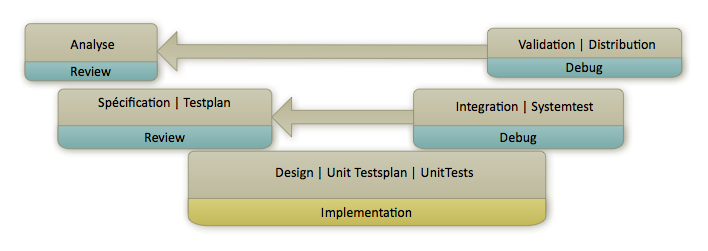 Analyse
Review
Validation | Distribution
Debug
Spécification | Testplan
Review
Integration | Systemtest
Debug
Design | Unit Testsplan | UnitTests
Implementation